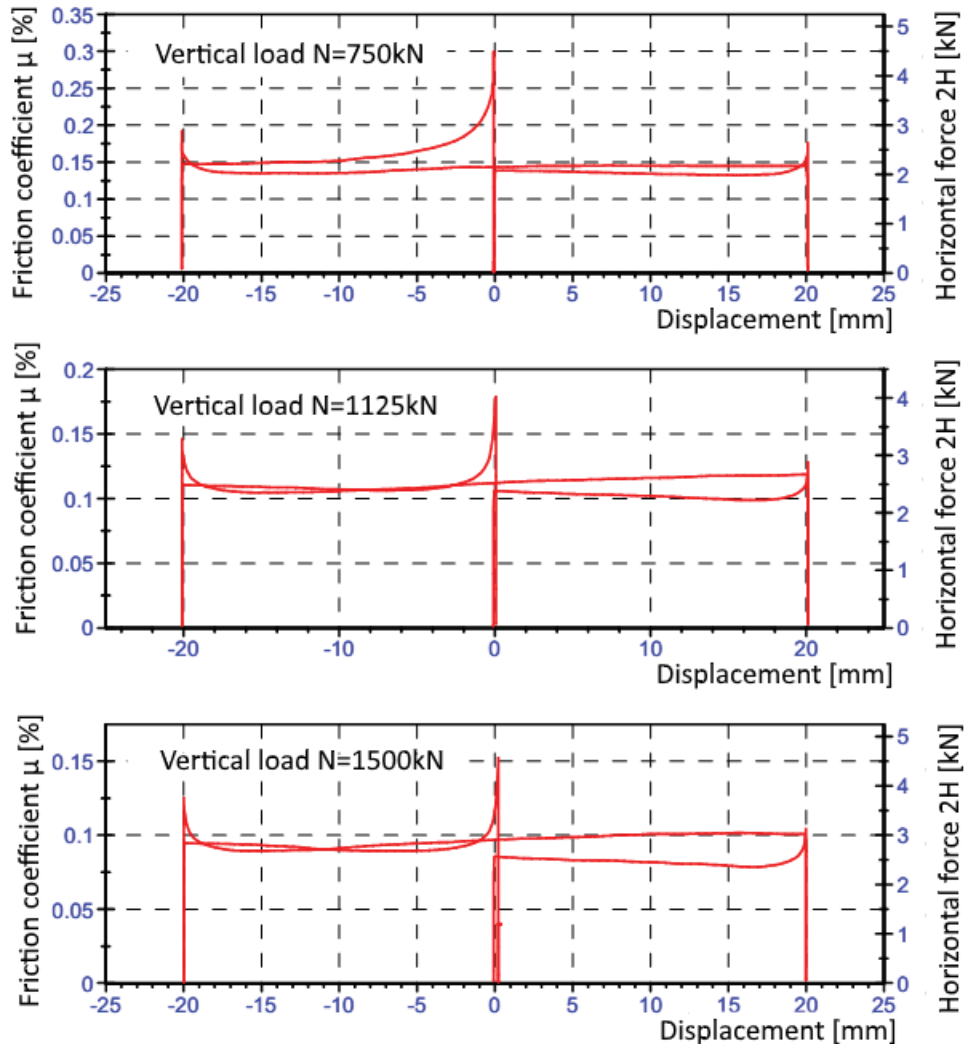 Friction coefficient μ [%]
0.35
0.3
0.25
0.2
0.15
0.1
0.05
0
Vertical load N=750kN
5
4
3
2
1
0
Horizontal force 2H [kN]
-25 -20 -15 -10 -5 0 5 10 15 20 25
Displacement [mm]
Friction coefficient μ [%]
0.2
0.15
0.1
0.05
0
Vertical load N=1125kN
4
3
2
1
0
Horizontal force 2H [kN]
-20 -10 0 10 20
Displacement [mm]
Friction coefficient μ [%]
0.15
0.1
0.05
0
Vertical load N=1500kN
5
4
3
2
1
0
Horizontal force 2H [kN]
-25 -20 -15 -10 -5 0 5 10 15 20 25
Displacement [mm]